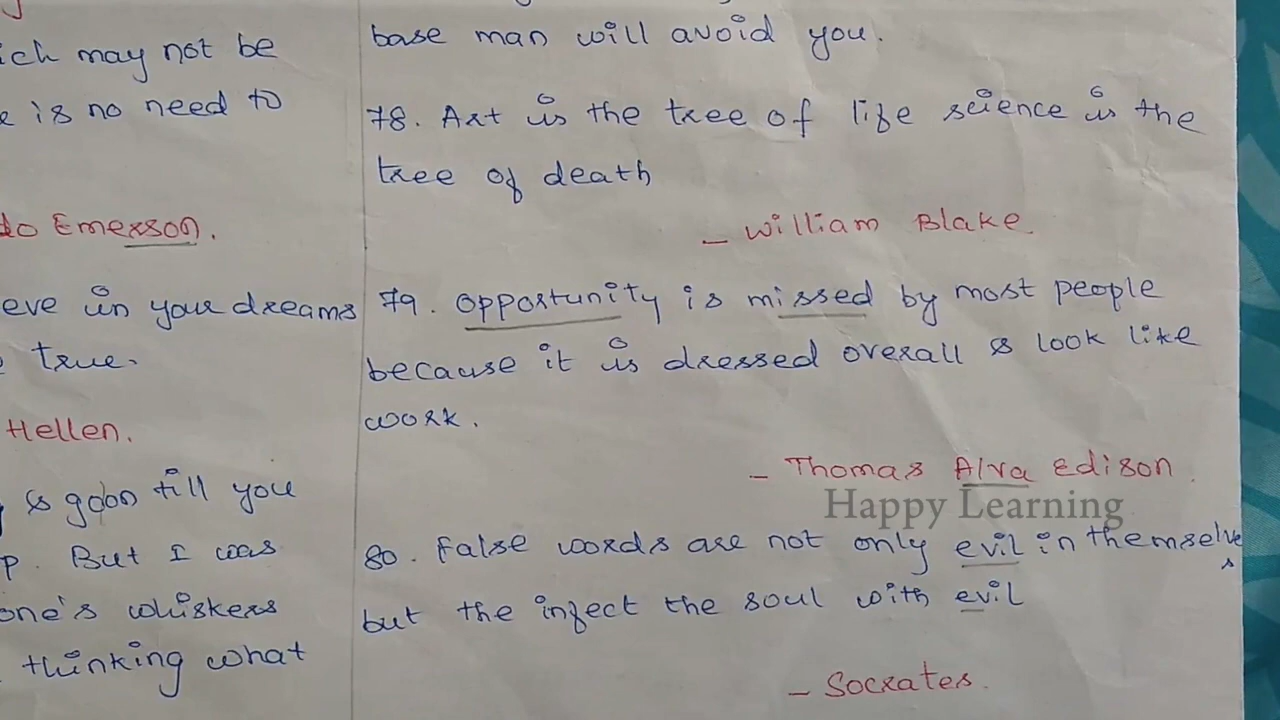 ich may not be
is no need to
do Emerson.
eve in your dreams
true.
Hellen.
is goon till you
p. But I was
one's whiskers
thinking what
base man will avoid you.
78. Art is the tree of life science is the
tree of death
- William Blake.
79. Opportunity is missed by most people
because it is dressed overall & look like
work.
- Thomas Alva Edison.
Happy Learning
80. False words are not only evil in themselves
but the infect the soul with evil
- Socrates.